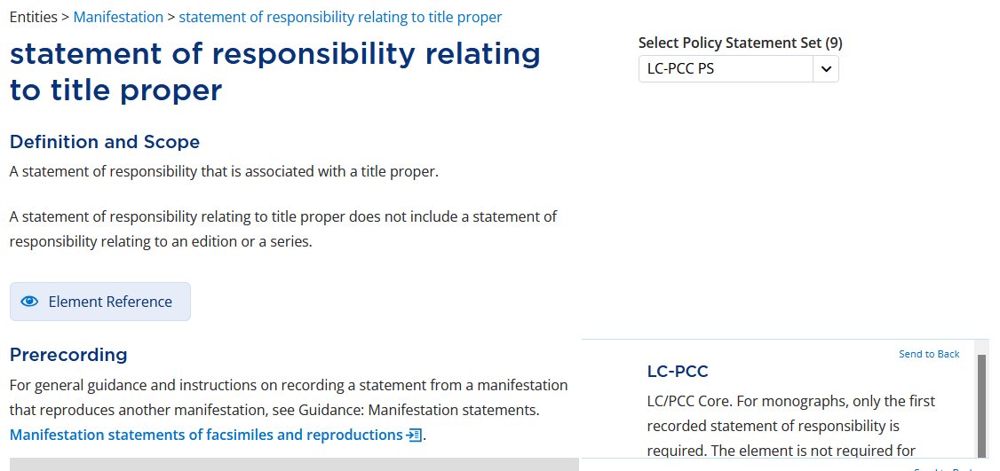 Entities > Manifestation > statement of responsibility relating to title proper
statement of responsibility relating
to title proper
Select Policy Statement Set (9)
LC-PCC PS
Definition and Scope
A statement of responsibility that is associated with a title proper.
A statement of responsibility relating to title proper does not include a statement of
responsibility relating to an edition or a series.
Element Reference
Prerecording
For general guidance and instructions on recording a statement from a manifestation
that reproduces another manifestation, see Guidance: Manifestation statements.
Manifestation statements of facsimiles and reproductions.
Send to Back
LC-PCC
LC/PCC Core. For monographs, only the first
recorded statement of responsibility is
required. The element is not required for